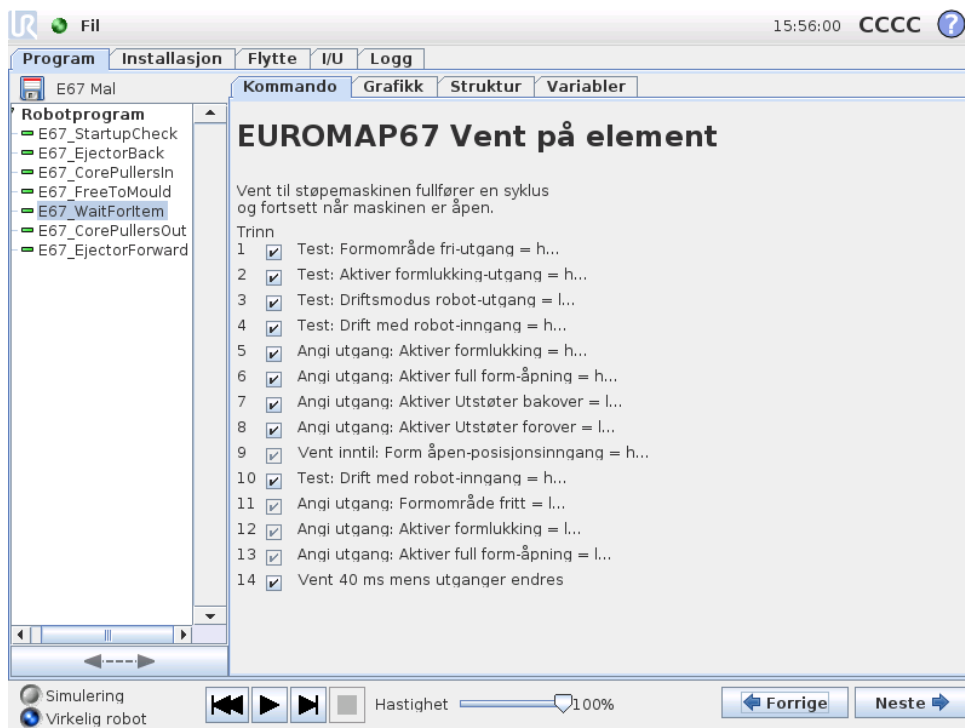 UR Fil 15:56:00 CCCC ?
Program Installasjon Flytte I/U Logg
E67 Mal
Kommando Grafikk Struktur Variabler
Robotprogram
E67_StartupCheck
E67_EjectorBack
E67_CorePullersIn
E67_FreeToMould
E67_WaitForItem
E67_CorePullersOut
E67_EjectorForward
EUROMAP67 Vent på element
Vent til støpemaskinen fullfører en syklus
og fortsett når maskinen er åpen.
Trinn
1 Test: Formområde fri-utgang = h...
2 Test: Aktiver formlukking-utgang = h...
3 Test: Driftsmodus robot-utgang = l...
4 Test: Drift med robot-inngang = h...
5 Angi utgang: Aktiver formlukking = h...
6 Angi utgang: Aktiver full form-åpning = h...
7 Angi utgang: Aktiver Utstøter bakover = l...
8 Angi utgang: Aktiver Utstøter forover = l...
9 Vent inntil: Form åpen-posisjonsinngang = h...
10 Test: Drift med robot-inngang = h...
11 Angi utgang: Formområde fritt = l...
12 Angi utgang: Aktiver formlukking = l...
13 Angi utgang: Aktiver full form-åpning = l...
14 Vent 40 ms mens utganger endres
Simulering
Virkelig robot
Hastighet 100%
Forrige Neste